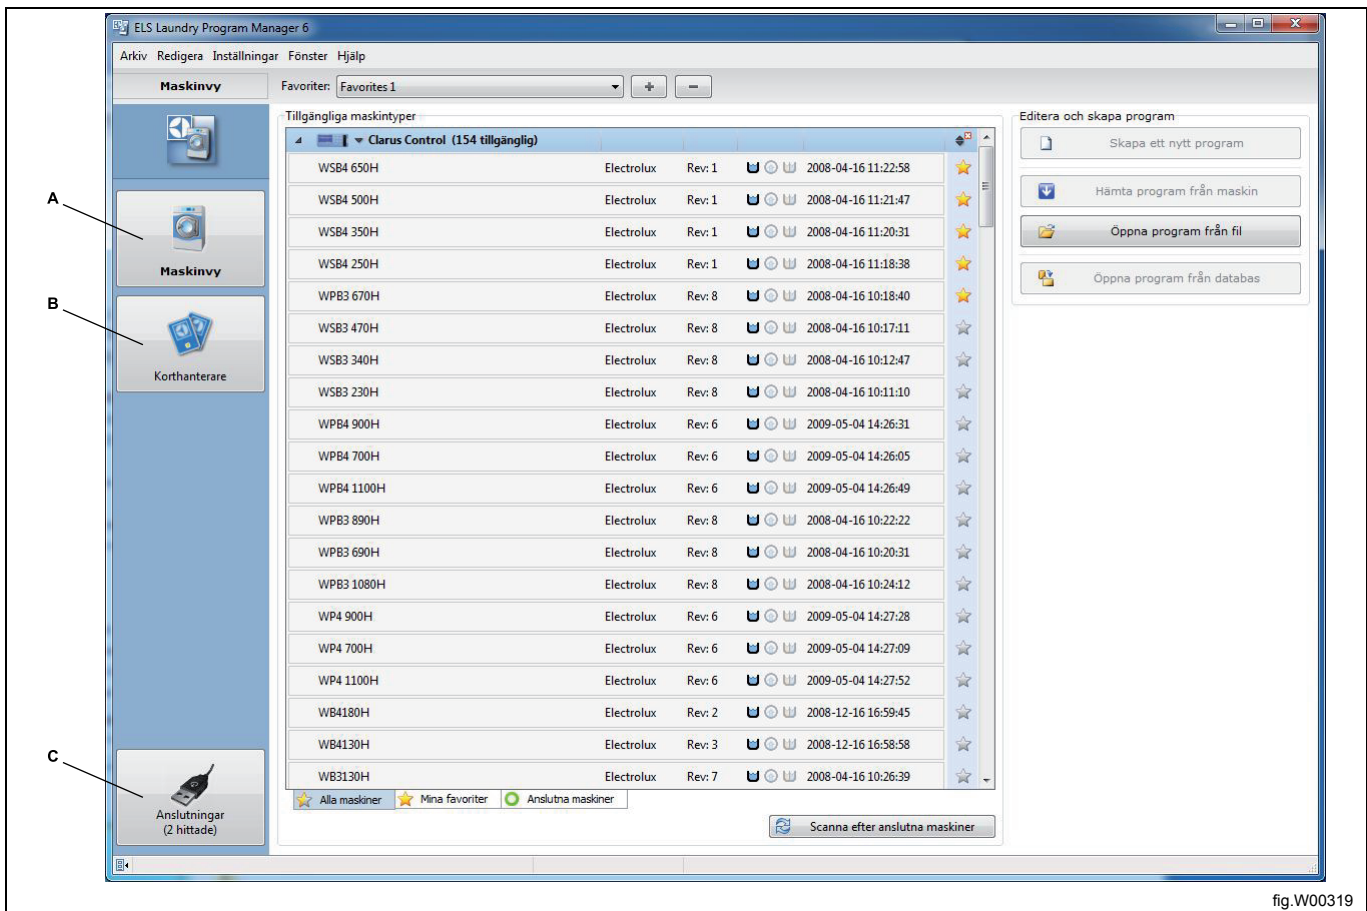 ELS Laundry Program Manager 6
Arkiv Redigera Inställningar Fönster Hjälp
Maskinvy
Favoriter: Favorites 1
Tillgängliga maskintyper
Clarus Control (154 tillgänglig)
WSB4 650H Electrolux Rev: 1 2008-04-16 11:22:58
WSB4 500H Electrolux Rev: 1 2008-04-16 11:21:47
WSB4 350H Electrolux Rev: 1 2008-04-16 11:20:31
WSB4 250H Electrolux Rev: 1 2008-04-16 11:18:38
WPB3 670H Electrolux Rev: 8 2008-04-16 10:18:40
WSB3 470H Electrolux Rev: 8 2008-04-16 10:17:11
WSB3 340H Electrolux Rev: 8 2008-04-16 10:12:47
WSB3 230H Electrolux Rev: 8 2008-04-16 10:11:10
WPB4 900H Electrolux Rev: 6 2009-05-04 14:26:31
WPB4 700H Electrolux Rev: 6 2009-05-04 14:26:05
WPB4 1100H Electrolux Rev: 6 2009-05-04 14:26:49
WPB3 890H Electrolux Rev: 8 2008-04-16 10:22:22
WPB3 690H Electrolux Rev: 8 2008-04-16 10:20:31
WPB3 1080H Electrolux Rev: 8 2008-04-16 10:24:12
WP4 900H Electrolux Rev: 6 2009-05-04 14:27:28
WP4 700H Electrolux Rev: 6 2009-05-04 14:27:09
WP4 1100H Electrolux Rev: 6 2009-05-04 14:27:52
WB4180H Electrolux Rev: 2 2008-12-16 16:59:45
WB4130H Electrolux Rev: 3 2008-12-16 16:58:58
WB3130H Electrolux Rev: 7 2008-04-16 10:26:39
Alla maskiner Mina favoriter Anslutna maskiner
Scanna efter anslutna maskiner
Editera och skapa program
Skapa ett nytt program
Hämta program från maskin
Öppna program från fil
Öppna program från databas
A
Maskinvy
B
Korthanterare
C
Anslutningar
(2 hittade)
fig.W00319